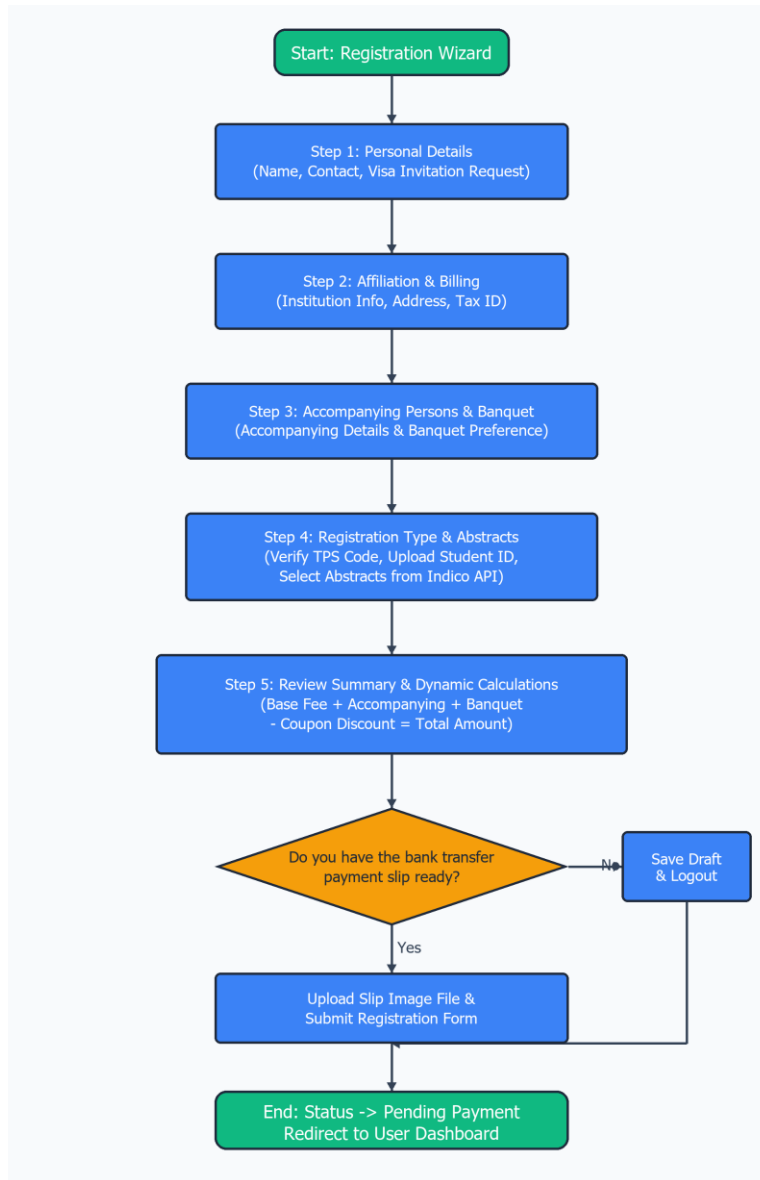 Start: Registration Wizard
Step 1: Personal Details
(Name, Contact, Visa Invitation Request)
Step 2: Affiliation & Billing
(Institution Info, Address, Tax ID)
Step 3: Accompanying Persons & Banquet
(Accompanying Details & Banquet Preference)
Step 4: Registration Type & Abstracts
(Verify TPS Code, Upload Student ID,
Select Abstracts from Indico API)
Step 5: Review Summary & Dynamic Calculations
(Base Fee + Accompanying + Banquet
- Coupon Discount = Total Amount)
Do you have the bank transfer
payment slip ready?
No
Save Draft
& Logout
Yes
Upload Slip Image File &
Submit Registration Form
End: Status -> Pending Payment
Redirect to User Dashboard